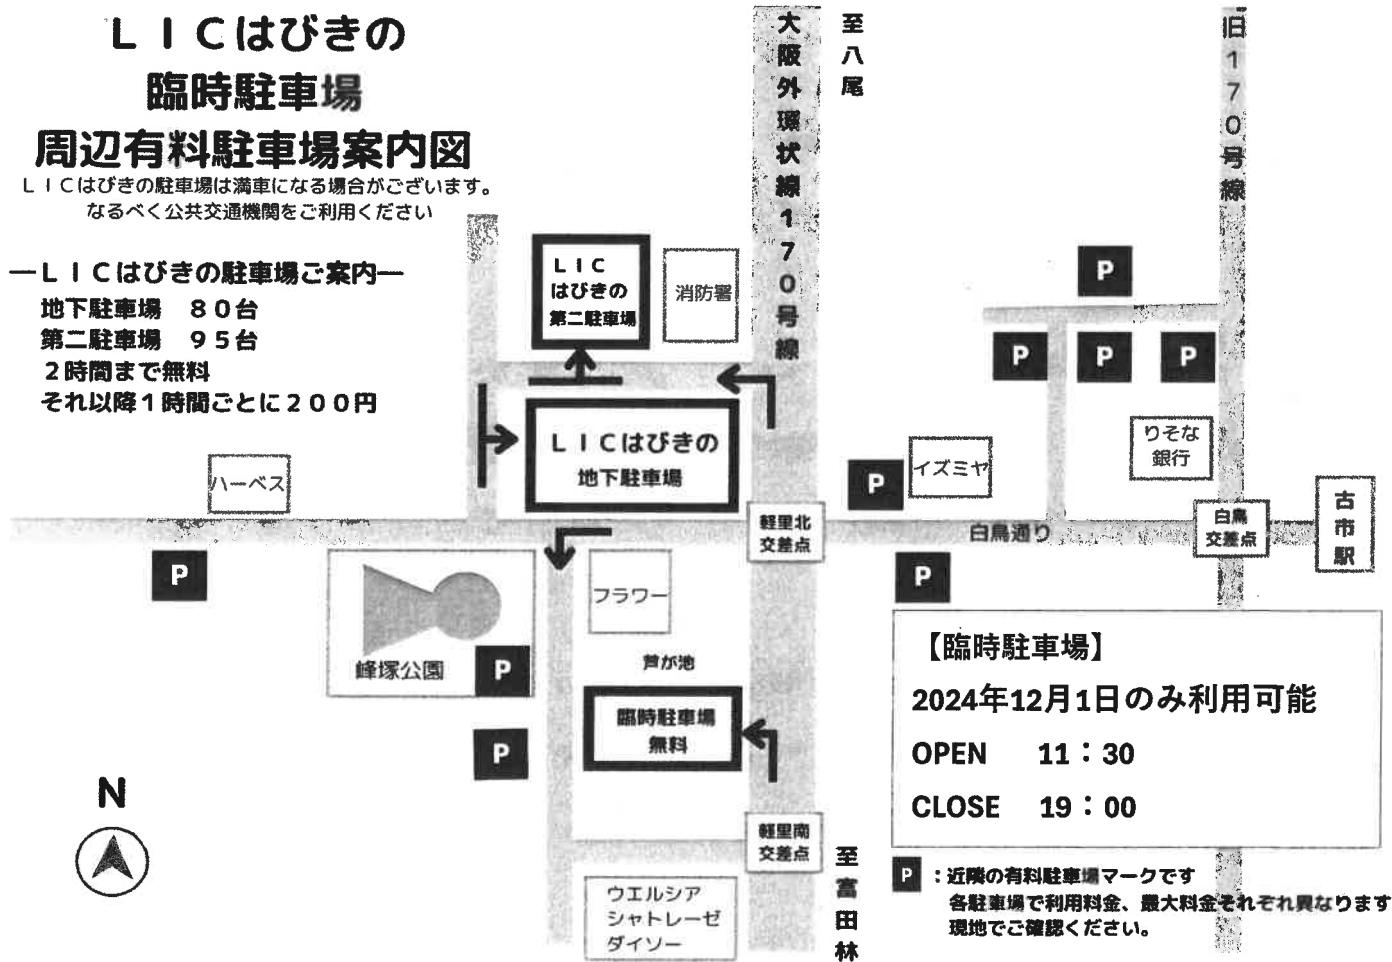 ＬＩＣはびきの
臨時駐車場
周辺有料駐車場案内図
ＬＩＣはびきの駐車場は満車になる場合がございます。
なるべく公共交通機関をご利用ください
―ＬＩＣはびきの駐車場ご案内―
地下駐車場　８０台
第二駐車場　９５台
２時間まで無料
それ以降１時間ごとに２００円
大阪外環状線１７０号線
至八尾
旧１７０号線
ＬＩＣ
はびきの
第二駐車場
消防署
P
P
P
P
ＬＩＣはびきの
地下駐車場
りそな
銀行
イズミヤ
P
ハーベス
軽里北
交差点
白鳥通り
白鳥
交差点
古市駅
P
P
フラワー
峰塚公園
P
芦が池
臨時駐車場
無料
P
【臨時駐車場】
2024年12月1日のみ利用可能
OPEN　11：30
CLOSE　19：00
N
軽里南
交差点
至富田林
ウエルシア
シャトレーゼ
ダイソー
P ：近隣の有料駐車場マークです
各駐車場で利用料金、最大料金それぞれ異なります
現地でご確認ください。